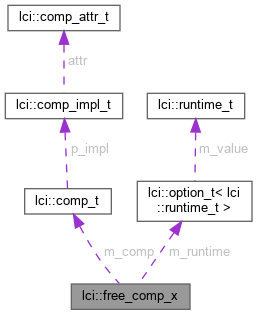 lci::comp_attr_t
attr
lci::comp_impl_t
lci::runtime_t
p_impl
m_value
lci::comp_t
lci::option_t< lci
::runtime_t >
m_comp
m_runtime
lci::free_comp_x